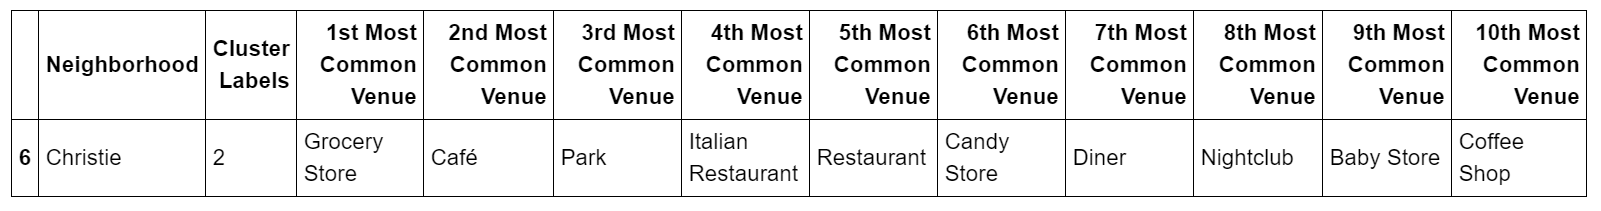 Neighborhood Cluster Labels 1st Most Common Venue 2nd Most Common Venue 3rd Most Common Venue 4th Most Common Venue 5th Most Common Venue 6th Most Common Venue 7th Most Common Venue 8th Most Common Venue 9th Most Common Venue 10th Most Common Venue
6 Christie 2 Grocery Store Café Park Italian Restaurant Restaurant Candy Store Diner Nightclub Baby Store Coffee Shop